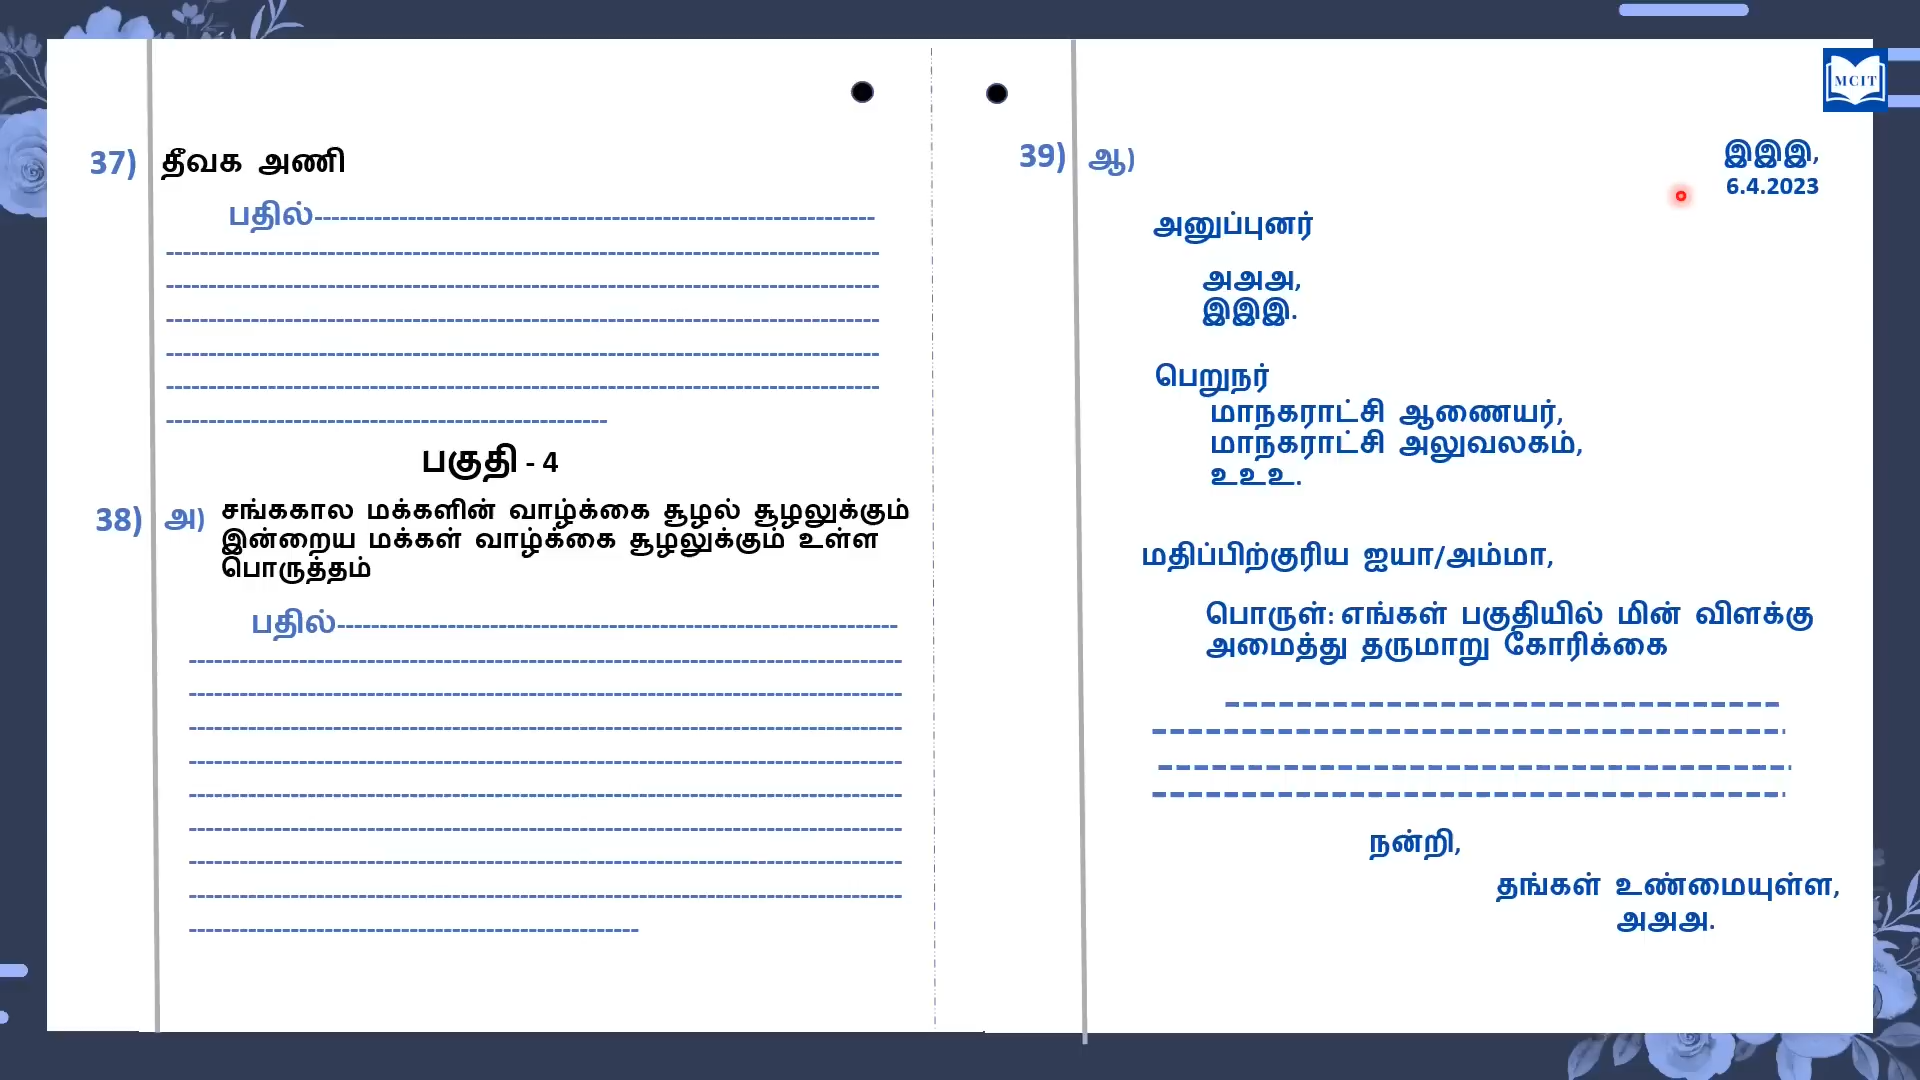 37) தீவக அணி
பதில்
பகுதி - 4
38) அ) சங்ககால மக்களின் வாழ்க்கை சூழல் சூழலுக்கும்
இன்றைய மக்கள் வாழ்க்கை சூழலுக்கும் உள்ள
பொருத்தம்
பதில்
MCIT
39) ஆ)
இஇஇ,
6.4.2023
அனுப்புனர்
அஅஅ,
இஇஇ.
பெறுநர்
மாநகராட்சி ஆணையர்,
மாநகராட்சி அலுவலகம்,
உஉஉ.
மதிப்பிற்குரிய ஐயா/அம்மா,
பொருள்: எங்கள் பகுதியில் மின் விளக்கு
அமைத்து தருமாறு கோரிக்கை
நன்றி,
தங்கள் உண்மையுள்ள,
அஅஅ.